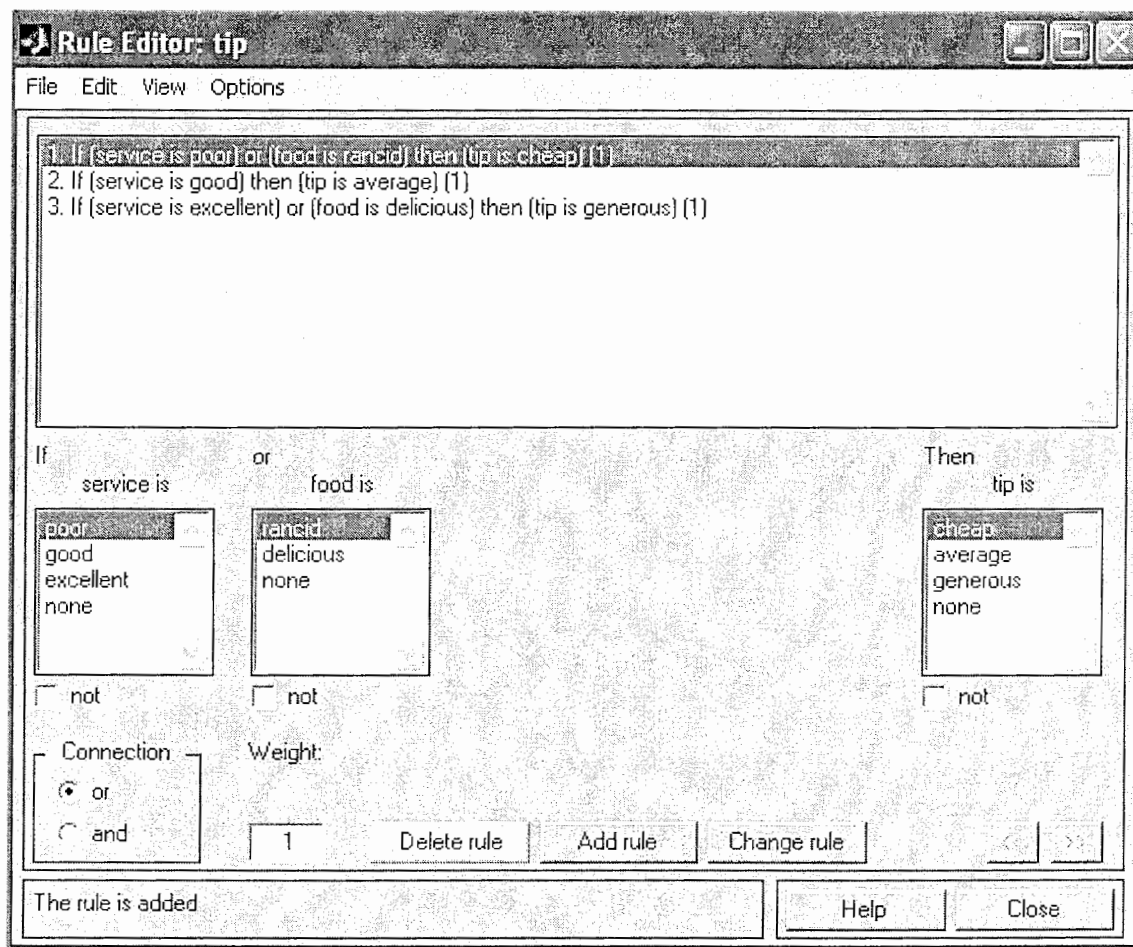 Rule Editor: tip
File Edit View Options
1. If (service is poor) or (food is rancid) then (tip is cheap) (1)
2. If (service is good) then (tip is average) (1)
3. If (service is excellent) or (food is delicious) then (tip is generous) (1)
If or Then
service is food is tip is
poor rancid cheap
good delicious average
excellent none generous
none none
not not not
Connection Weight:
or
and 1 Delete rule Add rule Change rule << >>
The rule is added Help Close